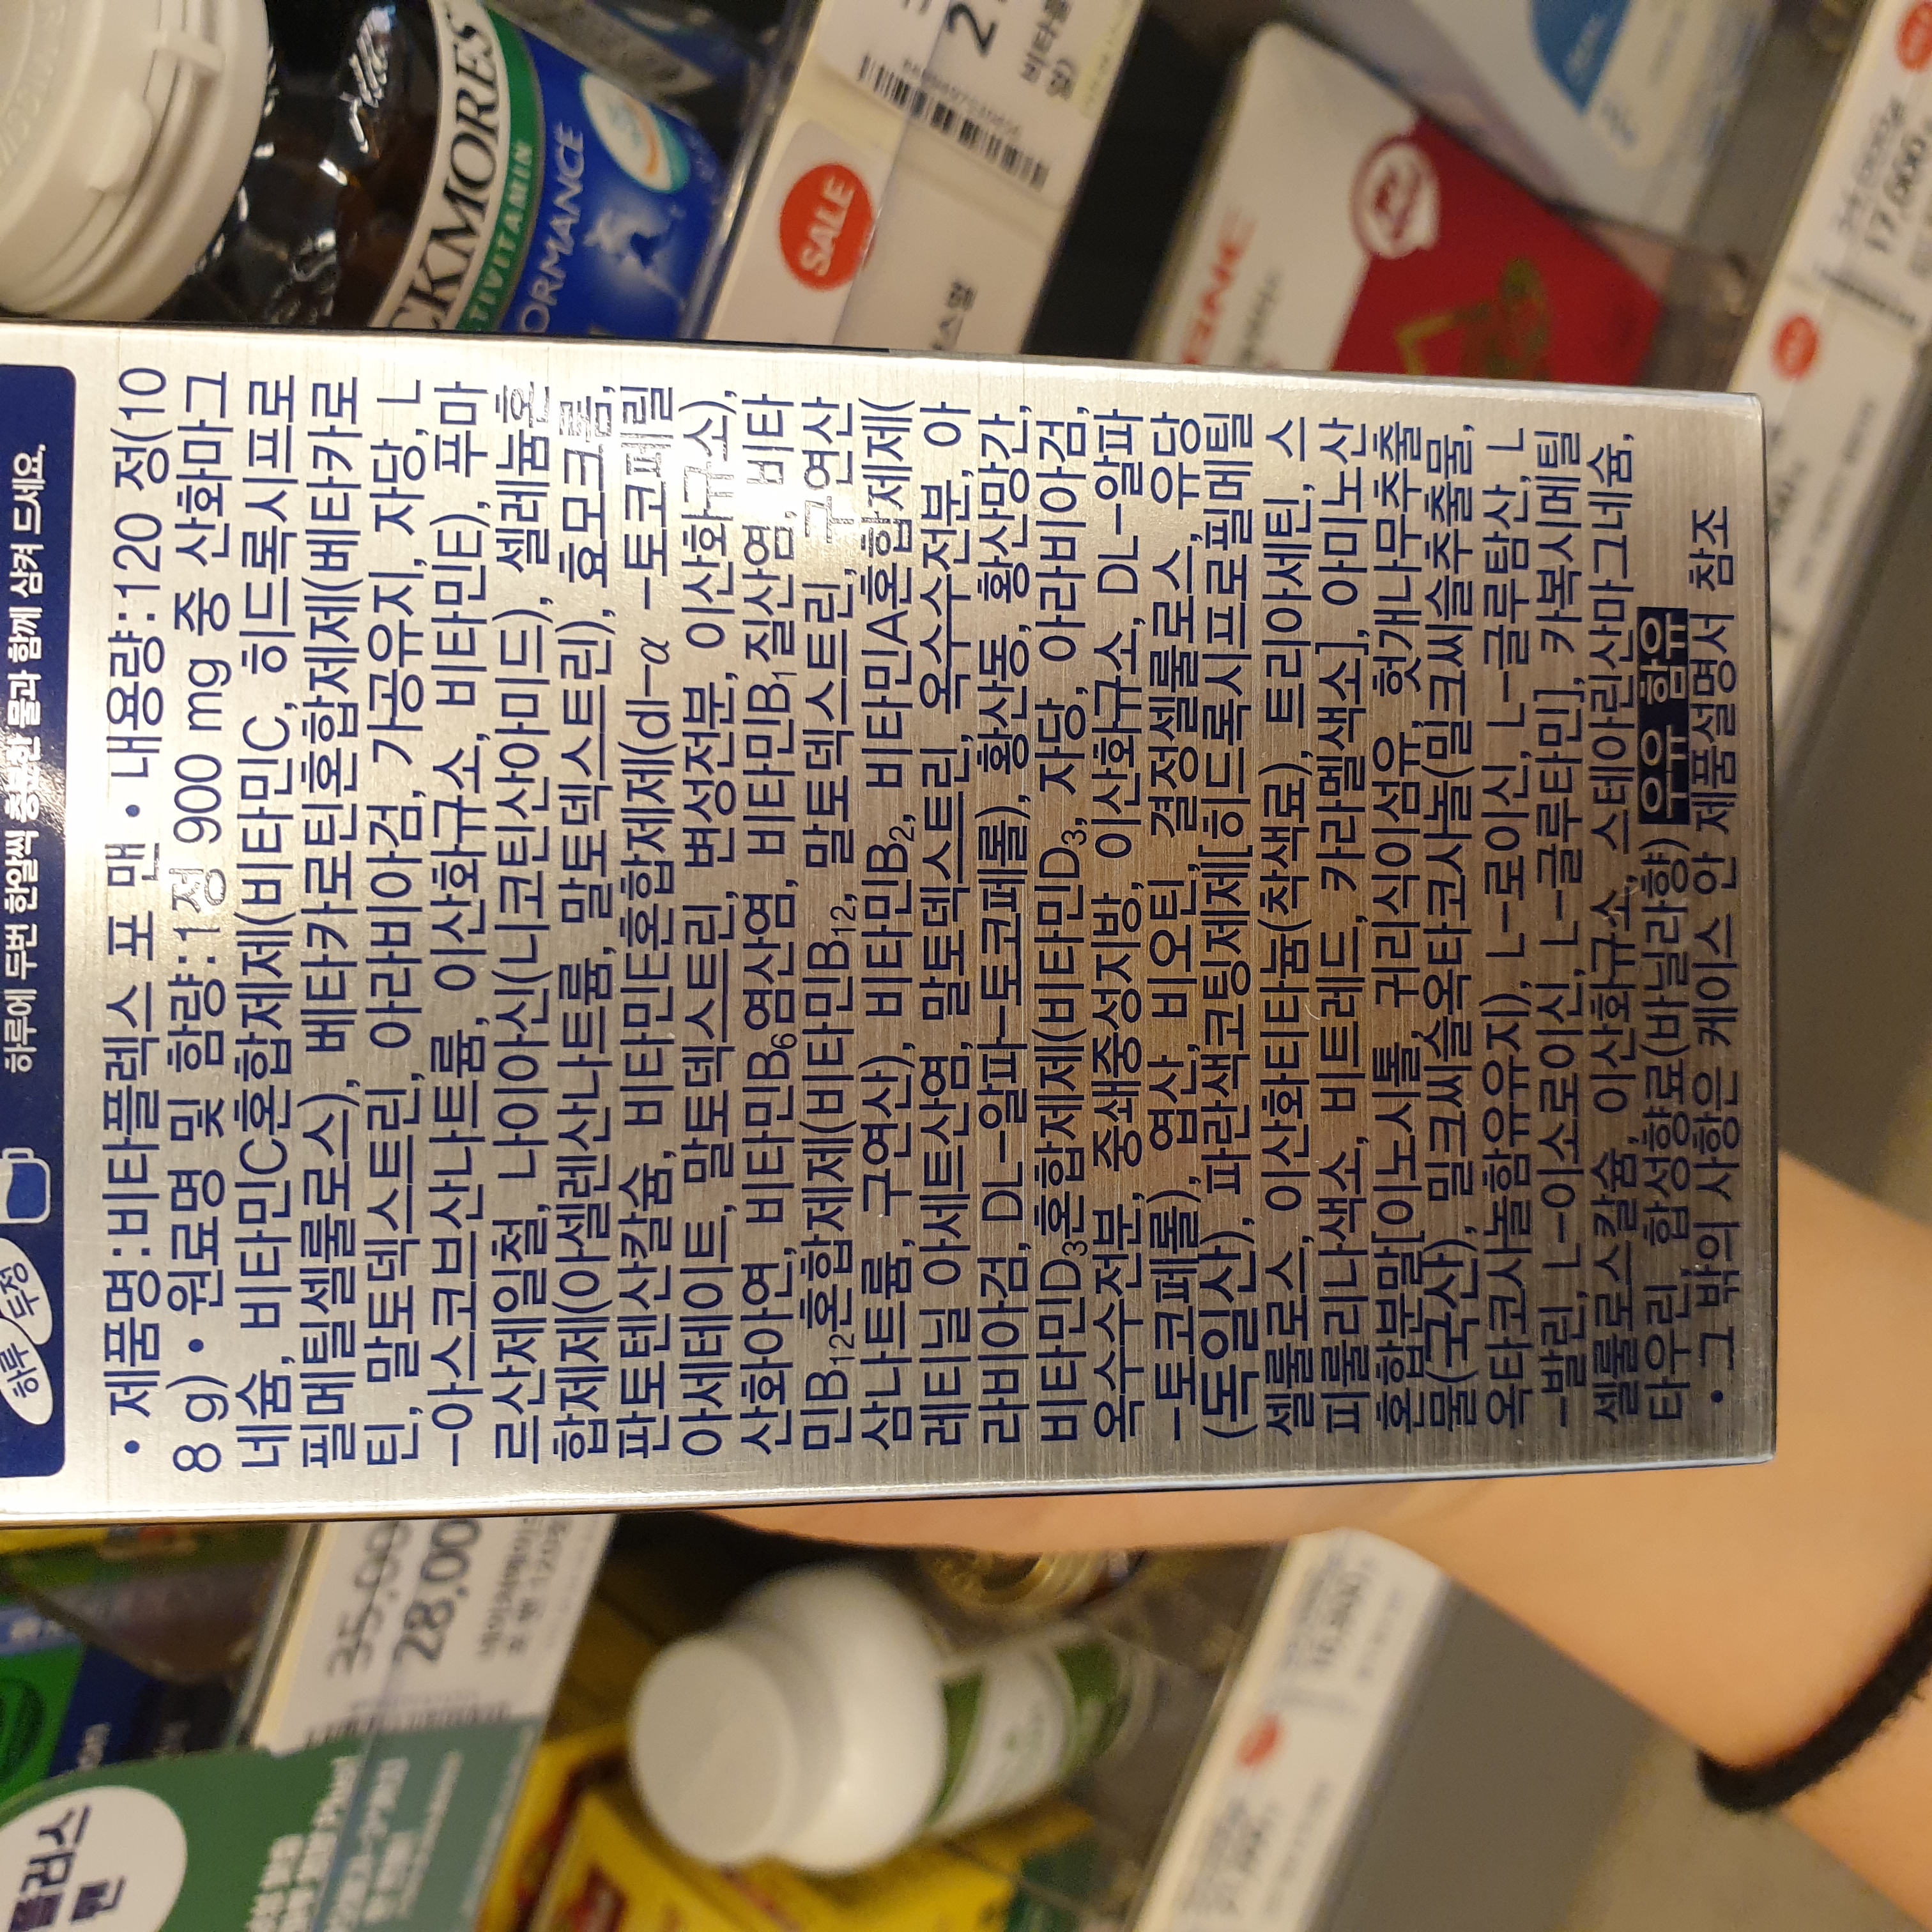 하루 두정
하루에 두번 한알씩 충분한 물과 함께 삼켜 드세요.
• 제품명:비타플렉스 포 맨 • 내용량:120 정(10
8 g) • 원료명 및 함량:1정 900 mg 중 산화마그
네슘, 비타민C혼합제제(비타민C, 히드록시프로
필메틸셀룰로스), 베타카로틴혼합제제(베타카로
틴, 말토덱스트린, 아라비아검, 가공유지, 자당, L
-아스코브산나트륨, 이산화규소, 비타민E), 푸마
르산제일철, 나이아신(니코틴산아미드), 셀레늄혼
합제제(아셀렌산나트륨, 말토덱스트린), 효모크롬,
판토텐산칼슘, 비타민E혼합제제(dl-α -토코페릴
아세테이트, 말토덱스트린, 변성전분, 이산화규소),
산화아연, 비타민B₆염산염, 비타민B₁질산염, 비타
민B₁₂혼합제제(비타민B₁₂, 말토덱스트린, 구연산
삼나트륨, 구연산), 비타민B₂, 비타민A혼합제제(
레티닐 아세트산염, 말토덱스트린, 옥수수전분, 아
라비아검, DL-알파-토코페롤), 황산동, 황산망간,
비타민D₃혼합제제(비타민D₃, 자당, 아라비아검,
옥수수전분, 중쇄중성지방, 이산화규소, DL-알파
-토코페롤), 엽산, 비오틴, 결정셀룰로스, 유당
(독일산), 파란색코팅제제[히드록시프로필메틸
셀룰로스, 이산화티타늄(착색료), 트리아세틴, 스
피룰리나색소, 비트레드, 카라멜색소], 아미노산
혼합분말[이노시톨, 귀리식이섬유, 헛개나무추출
물(국산), 밀크씨슬옥타코사놀(밀크씨슬추출물,
옥타코사놀함유유지), L-로이신, L-글루탐산, L
-발린, L-이소로이신, L-글루타민], 카복시메틸
셀룰로스칼슘, 이산화규소, 스테아린산마그네슘,
타우린, 합성향료(바닐라향) 우유 함유
• 그 밖의 사항은 케이스 안 제품설명서 참조
플러스
맨
28,00
CKMORES
TIVITAMIN
ORMANCE
SALE
GNC
17,000